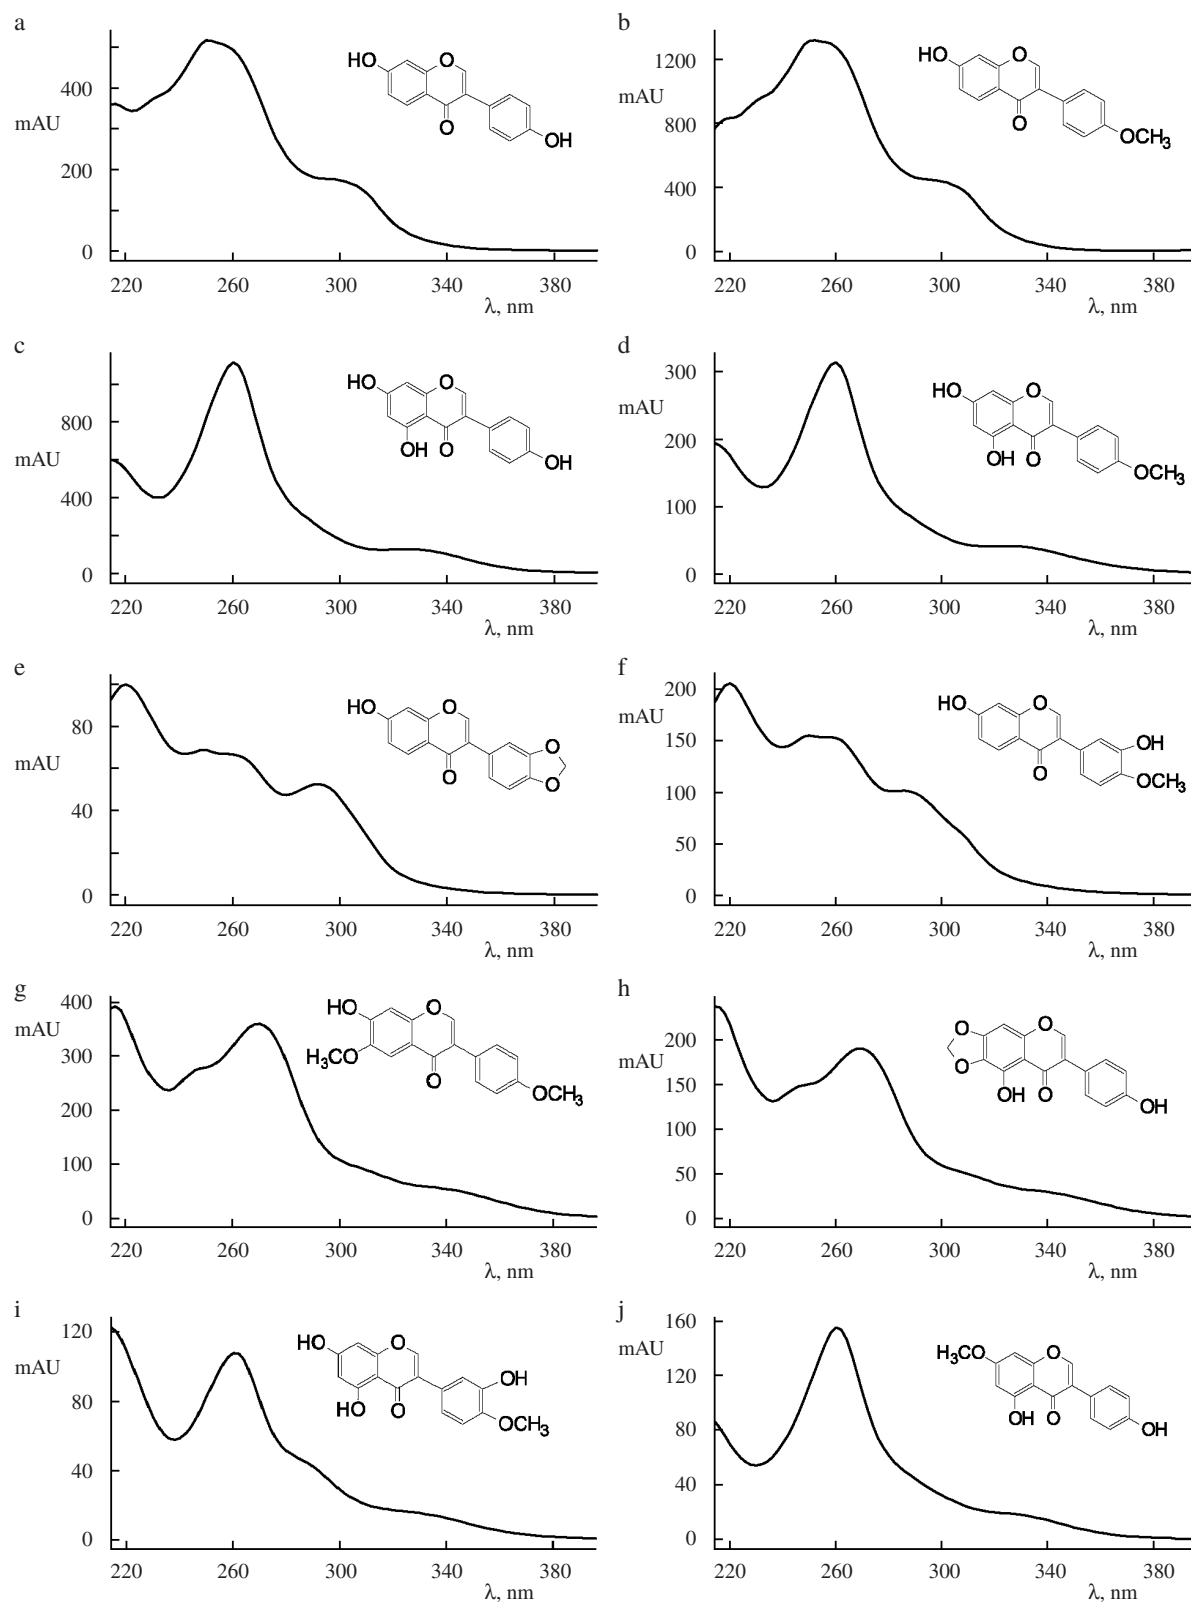 a
mAU
400
200
0
220 260 300 340 380
λ, nm
HO O
O
OH
b
mAU
1200
800
400
0
220 260 300 340 380
λ, nm
HO O
O
OCH3
c
mAU
800
400
0
220 260 300 340 380
λ, nm
HO O
OH O
OH
d
mAU
300
200
100
0
220 260 300 340 380
λ, nm
HO O
OH O
OCH3
e
mAU
80
40
0
220 260 300 340 380
λ, nm
HO O
O
O
O
f
mAU
200
150
100
50
0
220 260 300 340 380
λ, nm
HO O
OH
O
OCH3
g
mAU
400
300
200
100
0
220 260 300 340 380
λ, nm
HO O
H3CO
O
OCH3
h
mAU
200
150
100
50
0
220 260 300 340 380
λ, nm
O O
O
OH O
OH
i
mAU
120
80
40
0
220 260 300 340 380
λ, nm
HO O
OH
HO O
OCH3
j
mAU
160
120
80
40
0
220 260 300 340 380
λ, nm
H3CO O
OH O
OH